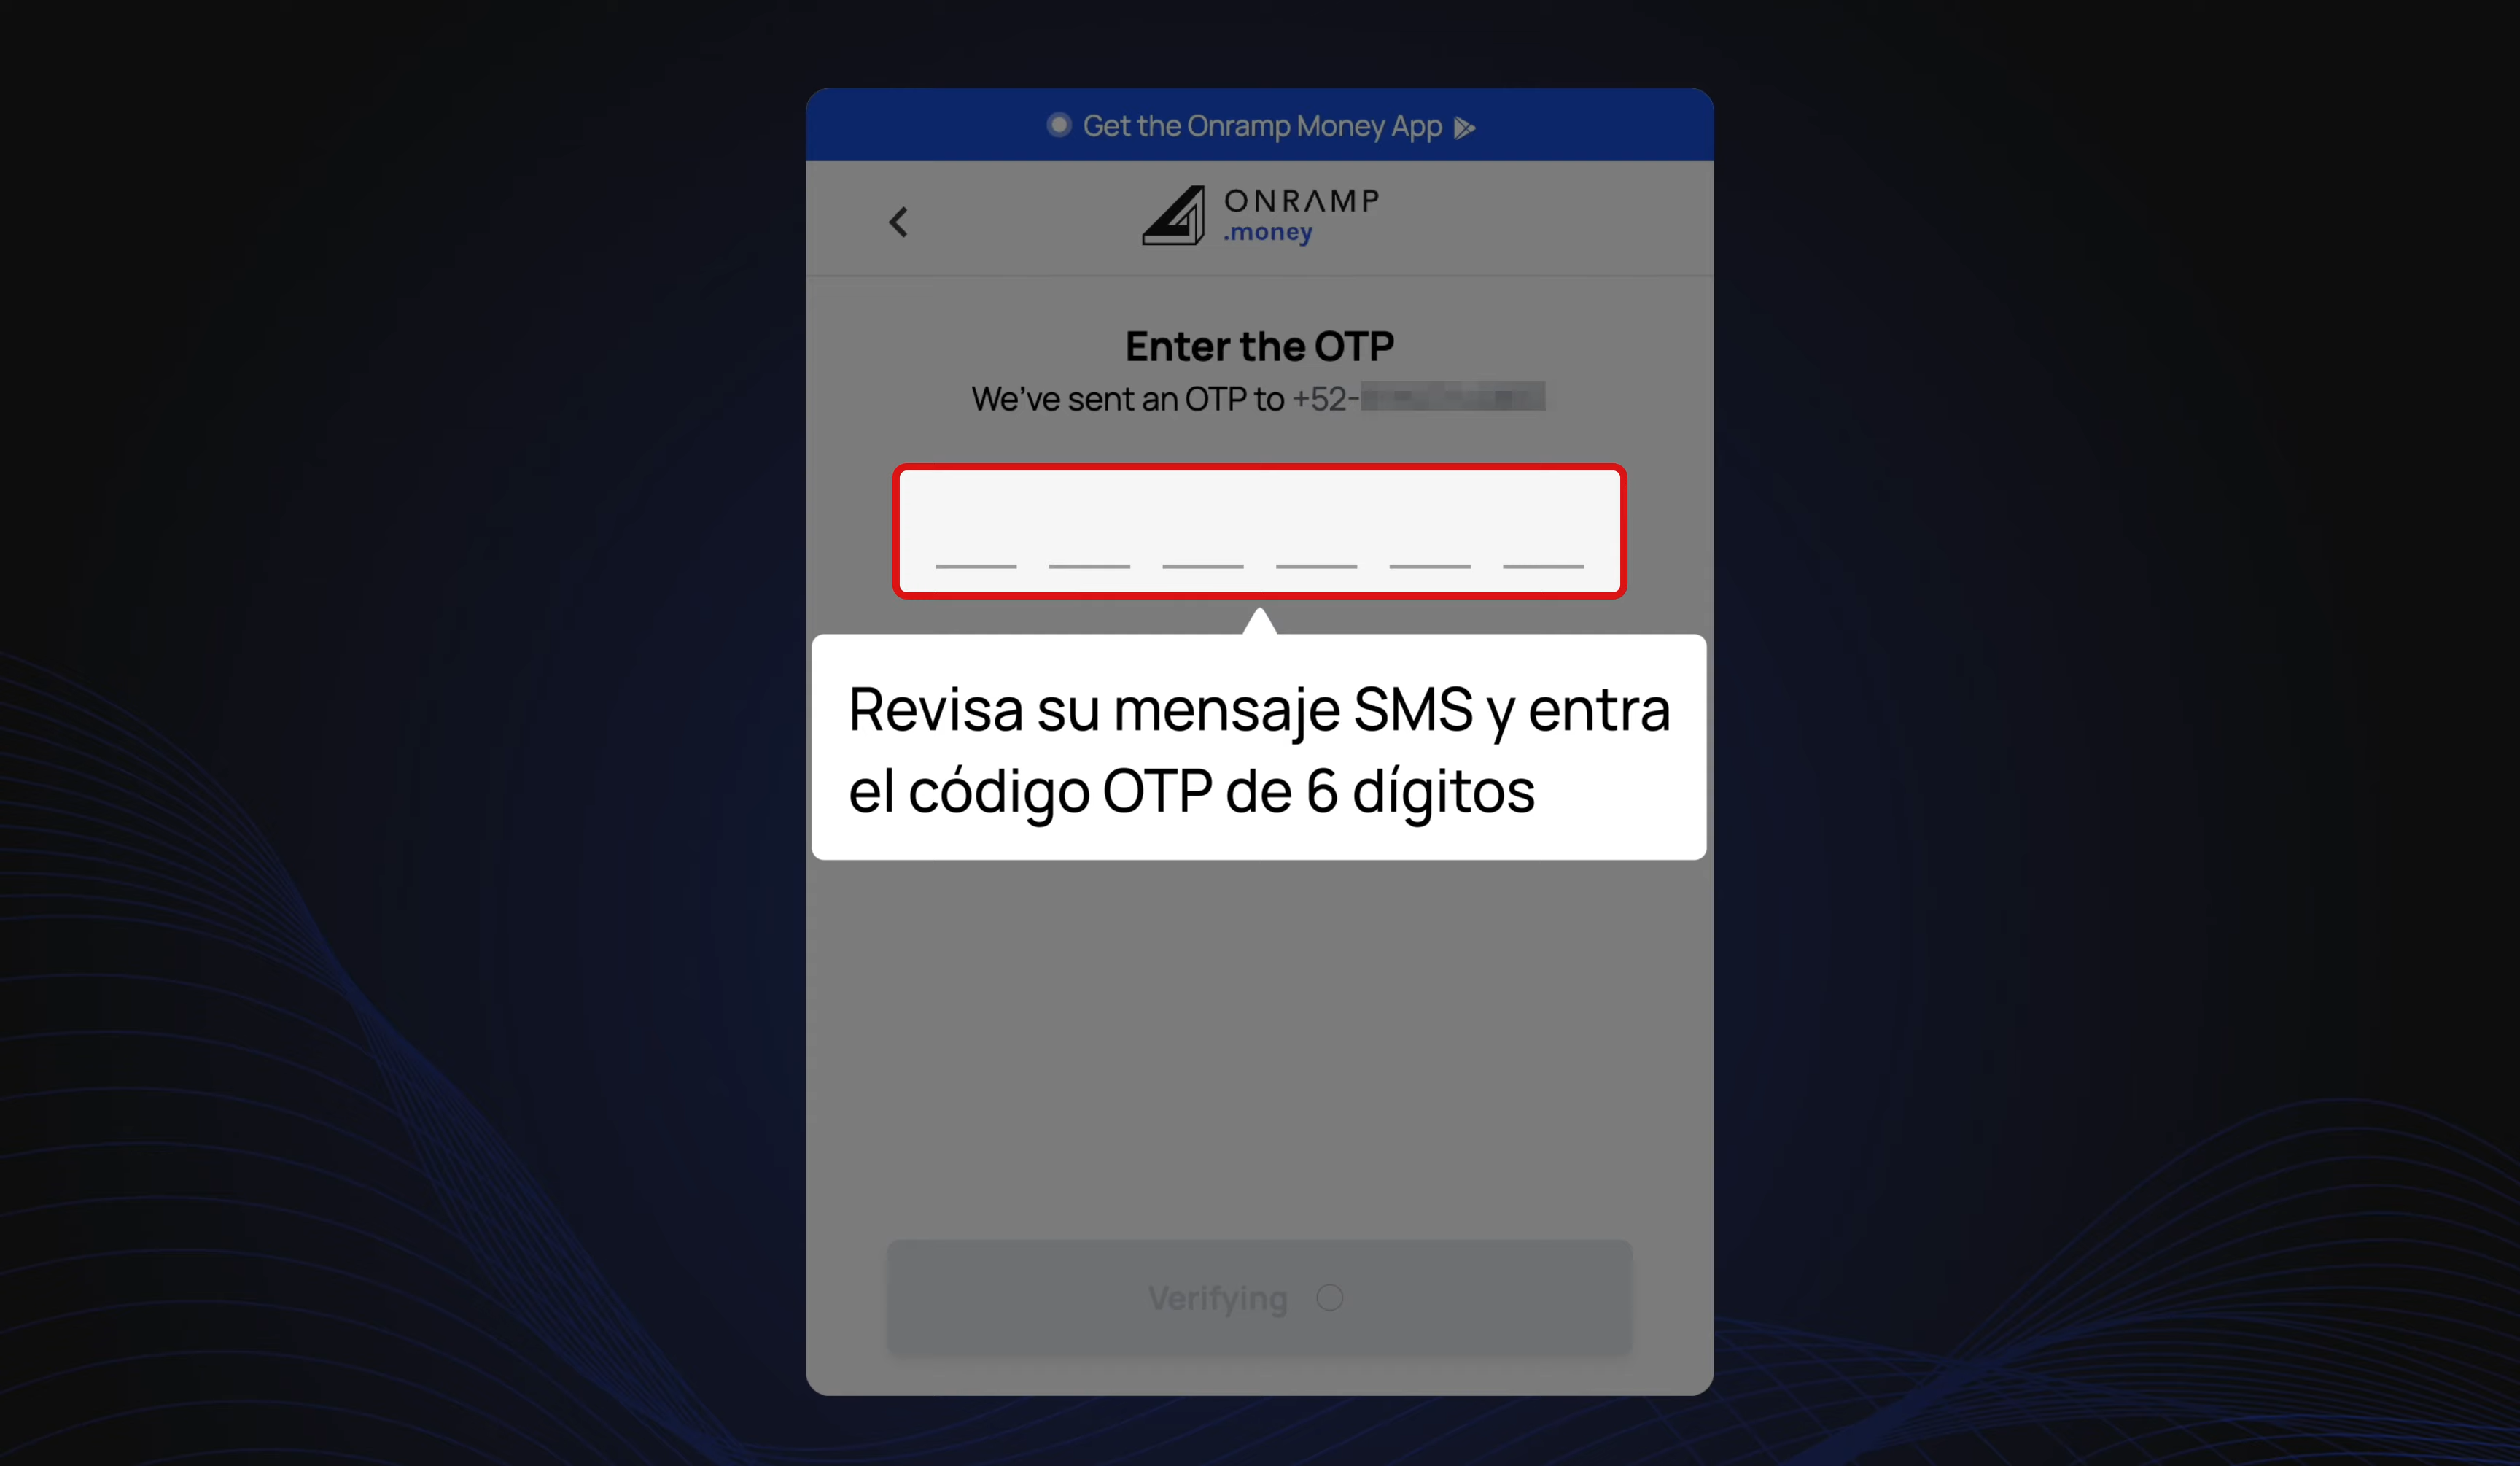 Get the Onramp Money App
ONRAMP
.money
Enter the OTP
We've sent an OTP to +52-
Revisa su mensaje SMS y entra
el código OTP de 6 dígitos
Verifying